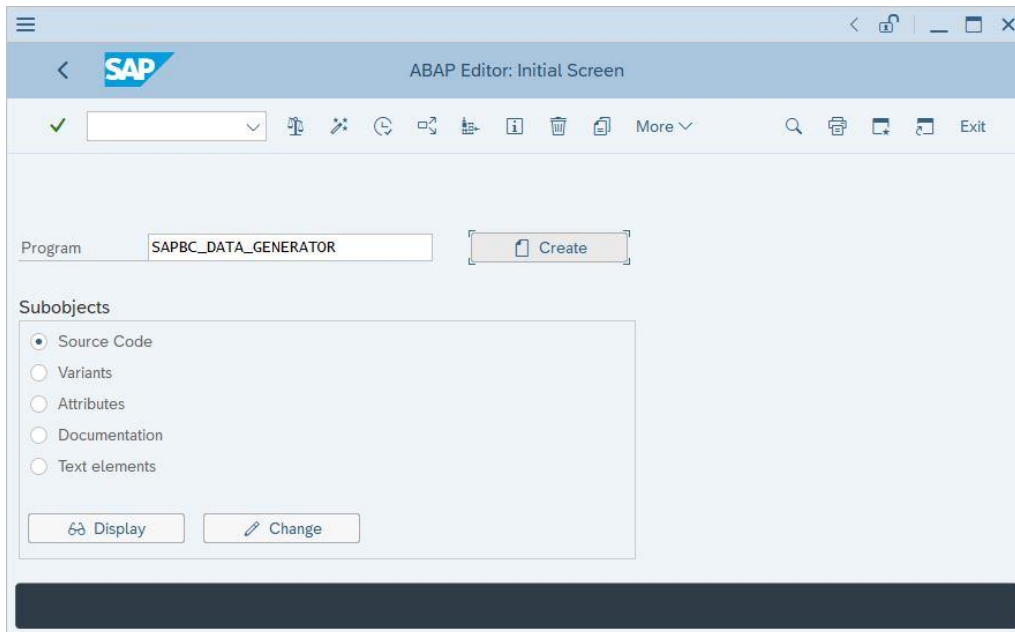 SAP ABAP Editor: Initial Screen
More Exit
Program SAPBC_DATA_GENERATOR Create
Subobjects
Source Code
Variants
Attributes
Documentation
Text elements
Display Change